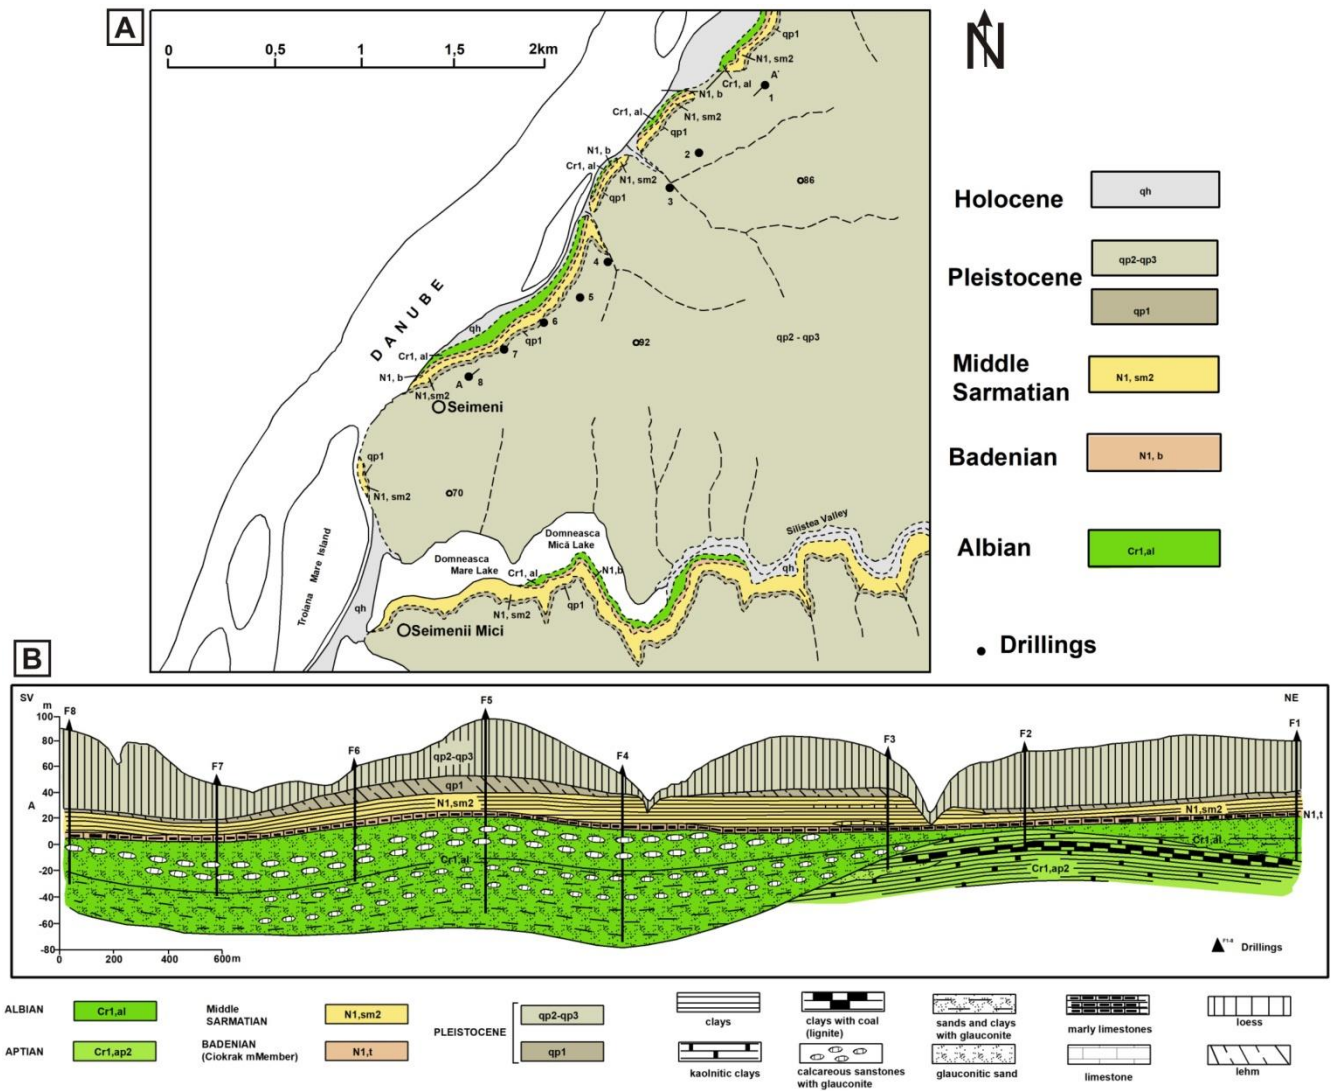 A
0
0,5
1
1,5
2km
N
qp1
N1, sm2
A'
Cr1, al
1
N1, b
Cr1, al
N1, sm2
qp1
2
N1, b
Cr1, al
N1, sm2
3
86
qp1
4
5
DANUBE
qh
6
qp1
92
qp2 - qp3
7
Cr1, al
A
8
N1, b
N1,sm2
Seimeni
qp1
N1, sm2
70
Silistea Valley
Domneasca
Mică Lake
Domneasca
Mare Lake
Cr1, al
N1,b
qh
Troiana Mare Island
qh
N1, sm2
qp1
Seimenii Mici
Holocene
qh
Pleistocene
qp2-qp3
qp1
Middle
Sarmatian
N1, sm2
Badenian
N1, b
Albian
Cr1,al
Drillings
B
SV
NE
m
100
80
60
40
A
20
0
-20
-40
-60
-80
0
200
400
600m
F8
F7
F6
F5
F4
F3
F2
F1
qp2-qp3
qp1
N1,sm2
Cr1,al
N1,sm2
N1,t
Cr1,al
Cr1,ap2
F1-8
Drillings
ALBIAN
Cr1,al
APTIAN
Cr1,ap2
Middle
SARMATIAN
N1,sm2
BADENIAN
(Ciokrak mMember)
N1,t
PLEISTOCENE
qp2-qp3
qp1
clays
kaolnitic clays
clays with coal
(lignite)
calcareous sanstones
with glauconite
sands and clays
with glauconite
glauconitic sand
marly limestones
limestone
loess
lehm